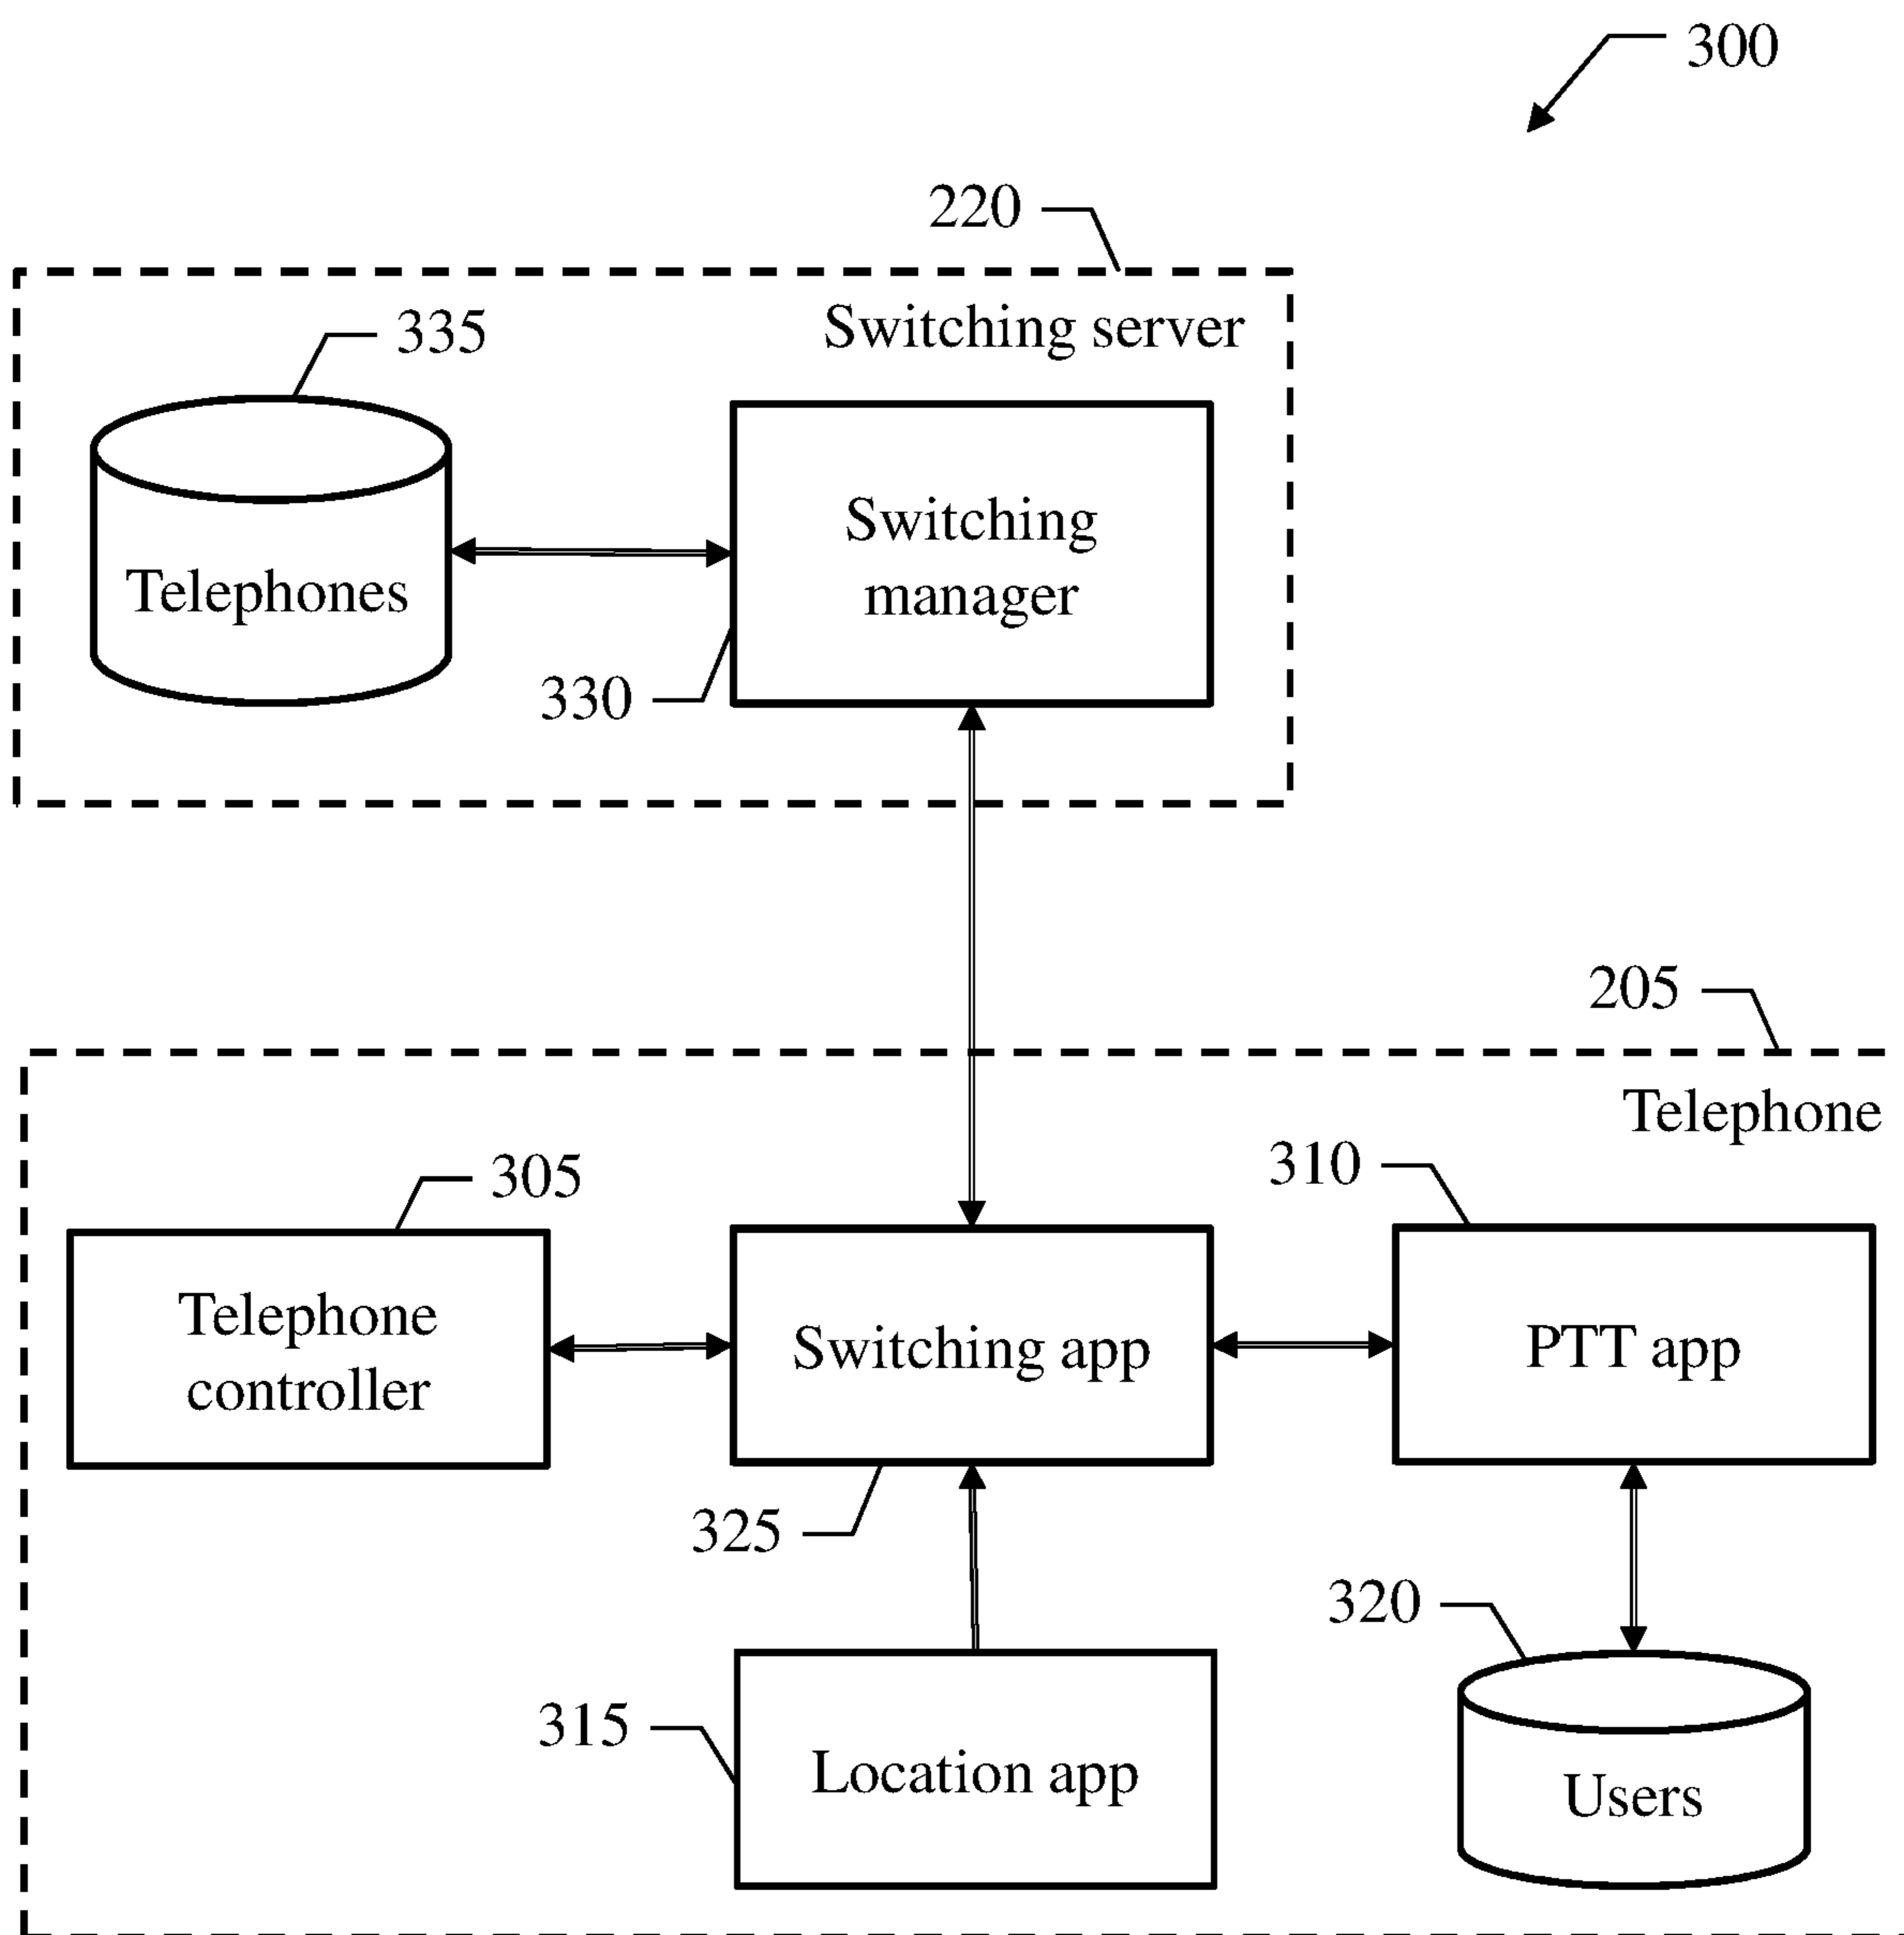 300
220
Switching server
335
Switching
manager
Telephones
330
205
Telephone
305
310
Telephone
controller
Switching app
PTT app
325
320
315
Location app
Users